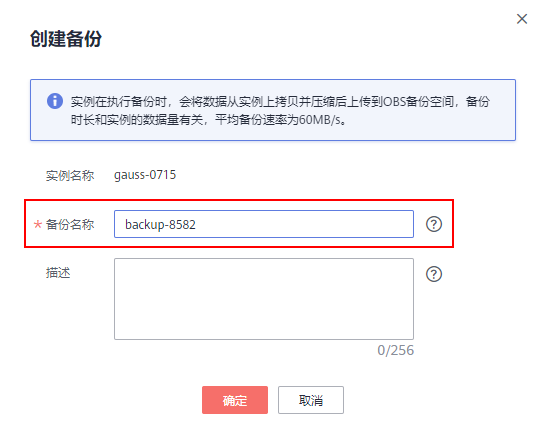 创建备份
实例在执行备份时，会将数据从实例上拷贝并压缩后上传到OBS备份空间，备份
时长和实例的数据量有关，平均备份速率为60MB/s。
实例名称 gauss-0715
* 备份名称 backup-8582
描述
0/256
确定 取消